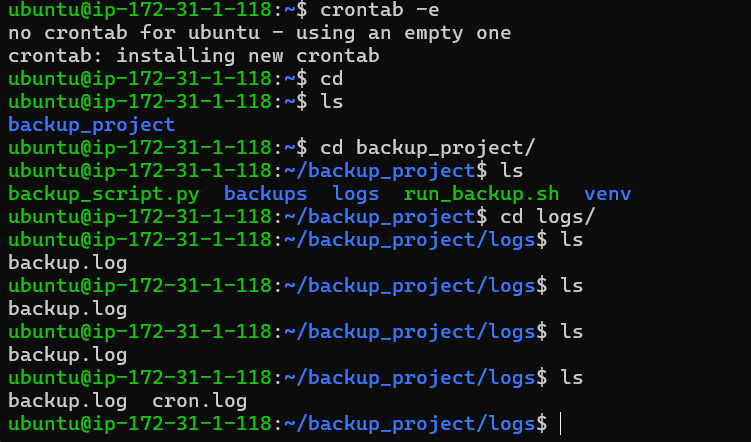 ubuntu@ip-172-31-1-118:~$ crontab -e
no crontab for ubuntu - using an empty one
crontab: installing new crontab
ubuntu@ip-172-31-1-118:~$ cd
ubuntu@ip-172-31-1-118:~$ ls
backup_project
ubuntu@ip-172-31-1-118:~$ cd backup_project/
ubuntu@ip-172-31-1-118:~/backup_project$ ls
backup_script.py  backups  logs  run_backup.sh  venv
ubuntu@ip-172-31-1-118:~/backup_project$ cd logs/
ubuntu@ip-172-31-1-118:~/backup_project/logs$ ls
backup.log
ubuntu@ip-172-31-1-118:~/backup_project/logs$ ls
backup.log
ubuntu@ip-172-31-1-118:~/backup_project/logs$ ls
backup.log
ubuntu@ip-172-31-1-118:~/backup_project/logs$ ls
backup.log  cron.log
ubuntu@ip-172-31-1-118:~/backup_project/logs$